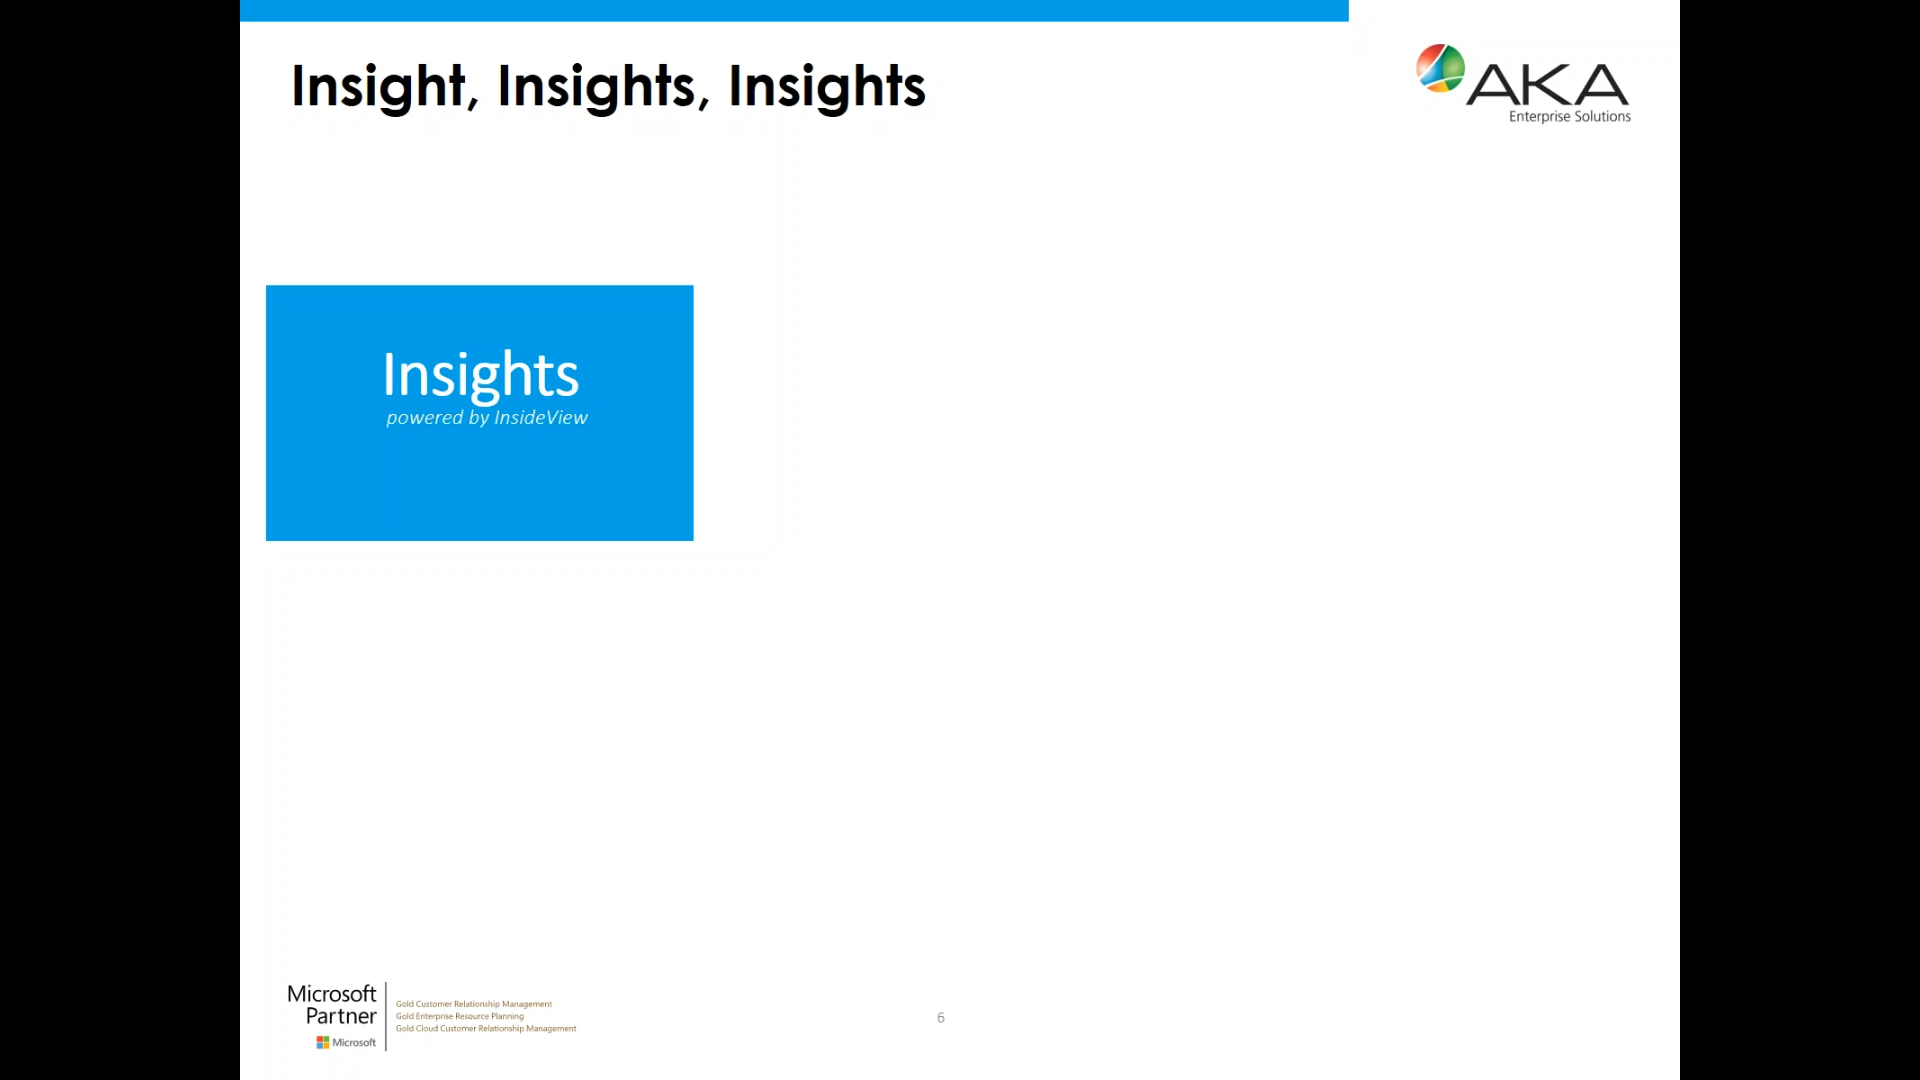 Insight, Insights, Insights
AKA
Enterprise Solutions
Insights
powered by InsideView
Microsoft
Partner
Microsoft
Gold Customer Relationship Management
Gold Enterprise Resource Planning
Gold Cloud Customer Relationship Management
6